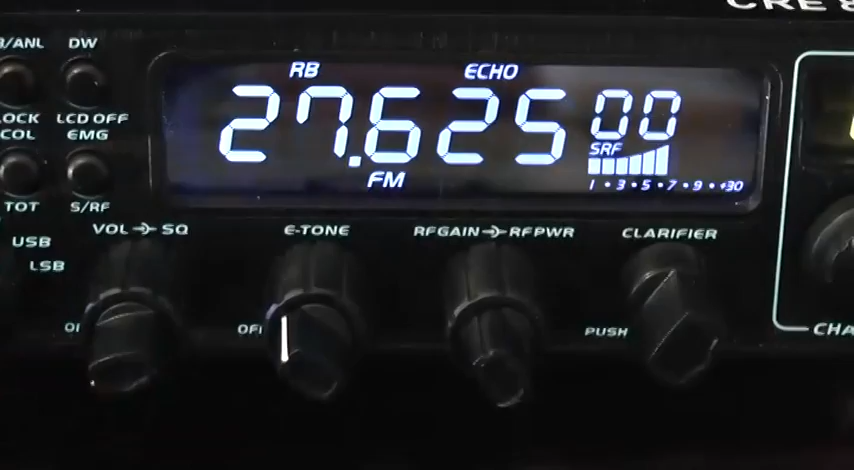 CRE 8
/ANL DW
RB ECHO
27.625 00
LOCK LCD OFF
COL EMG
SRF
FM
1 • 3 • 5 • 7 • 9 • +30
TOT S/RF
VOL SQ E-TONE RFGAIN RFPWR CLARIFIER
USB
LSB
OFF PUSH
CHA